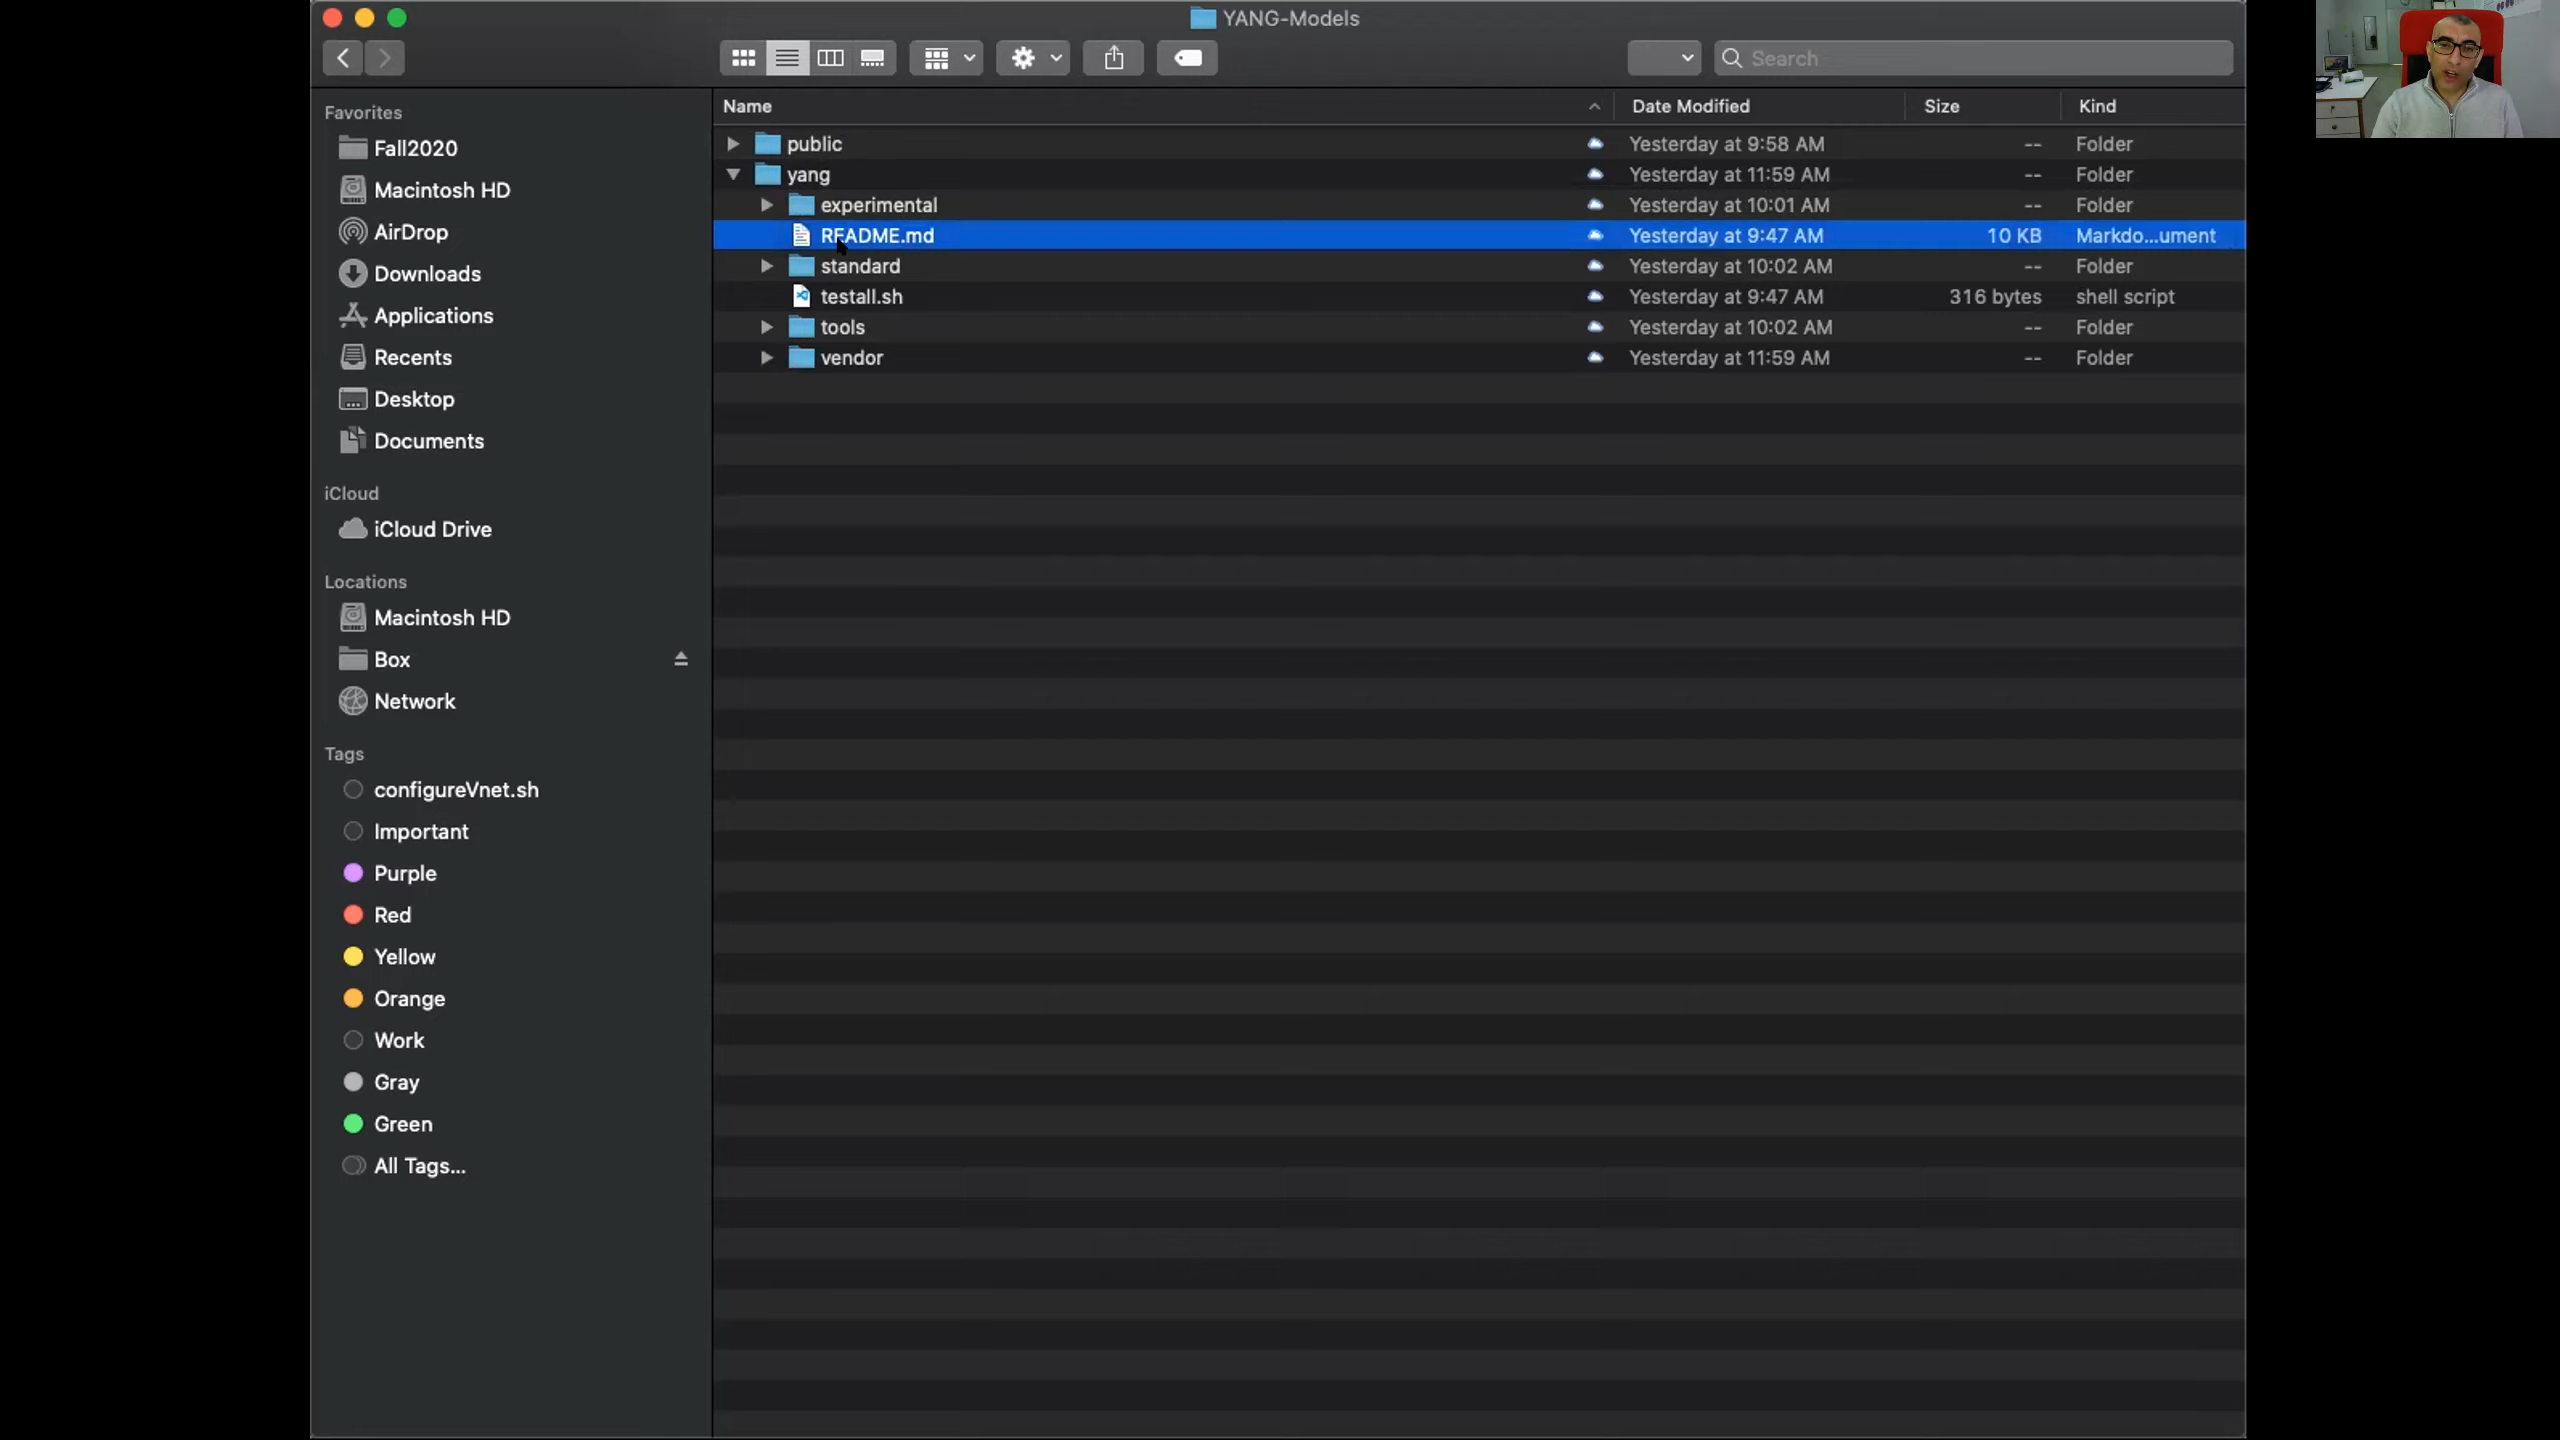 YANG-Models
Search
Favorites
Fall2020
Macintosh HD
AirDrop
Downloads
Applications
Recents
Desktop
Documents
iCloud
iCloud Drive
Locations
Macintosh HD
Box
Network
Tags
configureVnet.sh
Important
Purple
Red
Yellow
Orange
Work
Gray
Green
All Tags...
Name Date Modified Size Kind
public Yesterday at 9:58 AM -- Folder
yang Yesterday at 11:59 AM -- Folder
experimental Yesterday at 10:01 AM -- Folder
README.md Yesterday at 9:47 AM 10 KB Markdo...ument
standard Yesterday at 10:02 AM -- Folder
testall.sh Yesterday at 9:47 AM 316 bytes shell script
tools Yesterday at 10:02 AM -- Folder
vendor Yesterday at 11:59 AM -- Folder